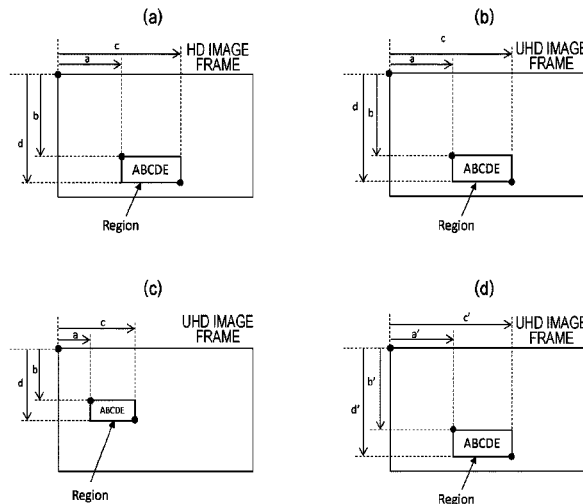 (a)
c
HD IMAGE
FRAME
a
b
d
ABCDE
Region
(b)
c
UHD IMAGE
FRAME
a
b
d
ABCDE
Region
(c)
c
UHD IMAGE
FRAME
a
b
d
ABCDE
Region
(d)
c'
UHD IMAGE
FRAME
a'
b'
d'
ABCDE
Region